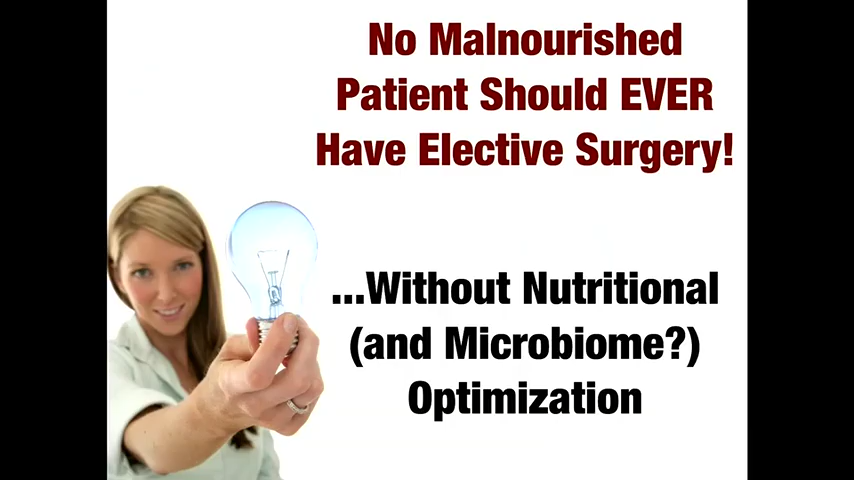 No Malnourished
Patient Should EVER
Have Elective Surgery!
...Without Nutritional
(and Microbiome?)
Optimization